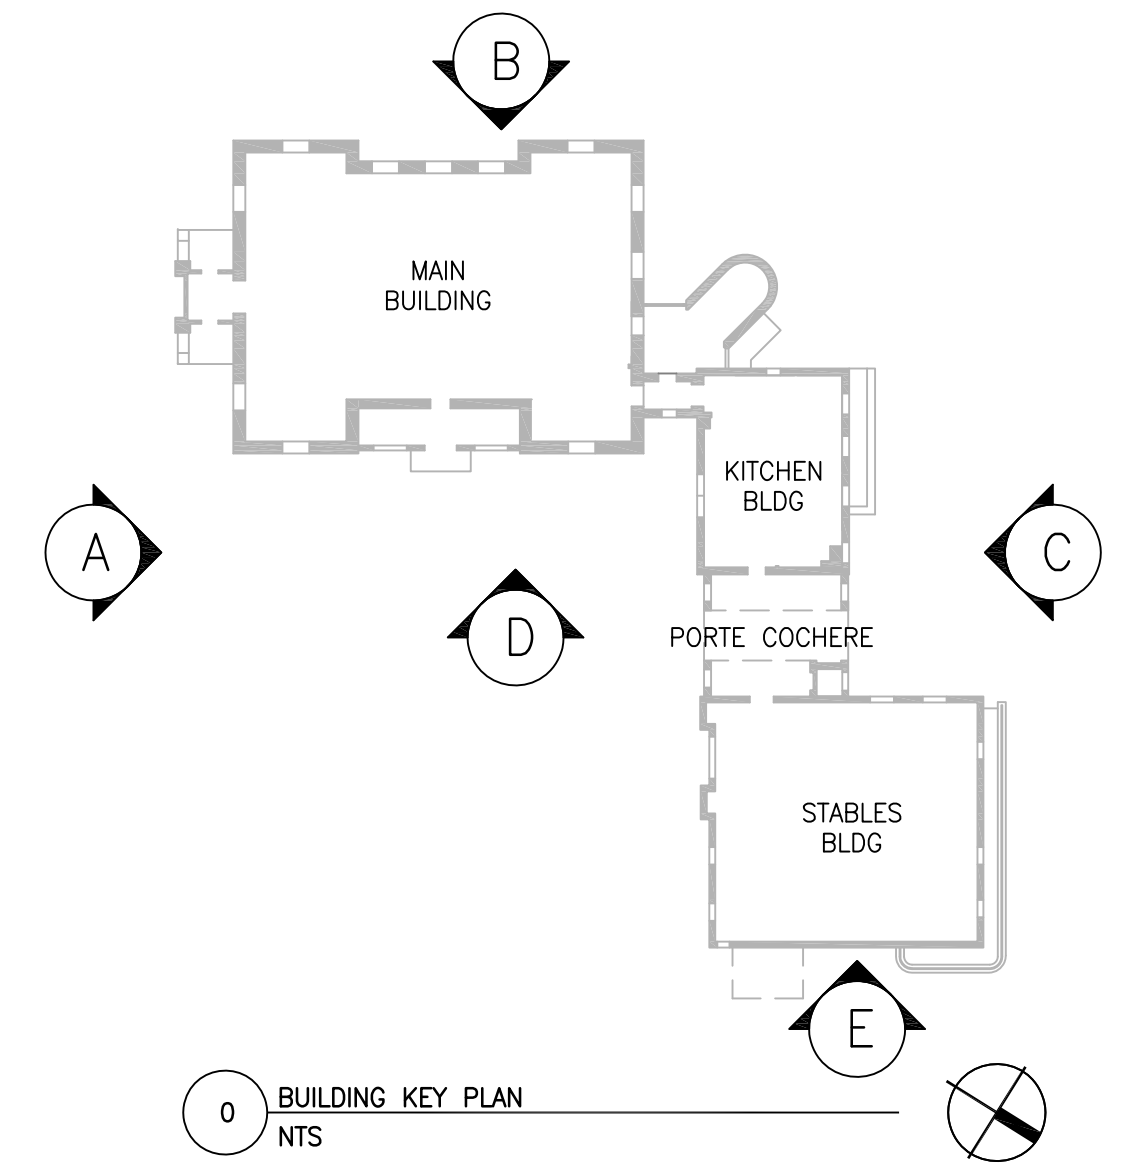 B
MAIN
BUILDING
KITCHEN
BLDG
A
C
D
PORTE COCHERE
STABLES
BLDG
E
0
BUILDING KEY PLAN
NTS